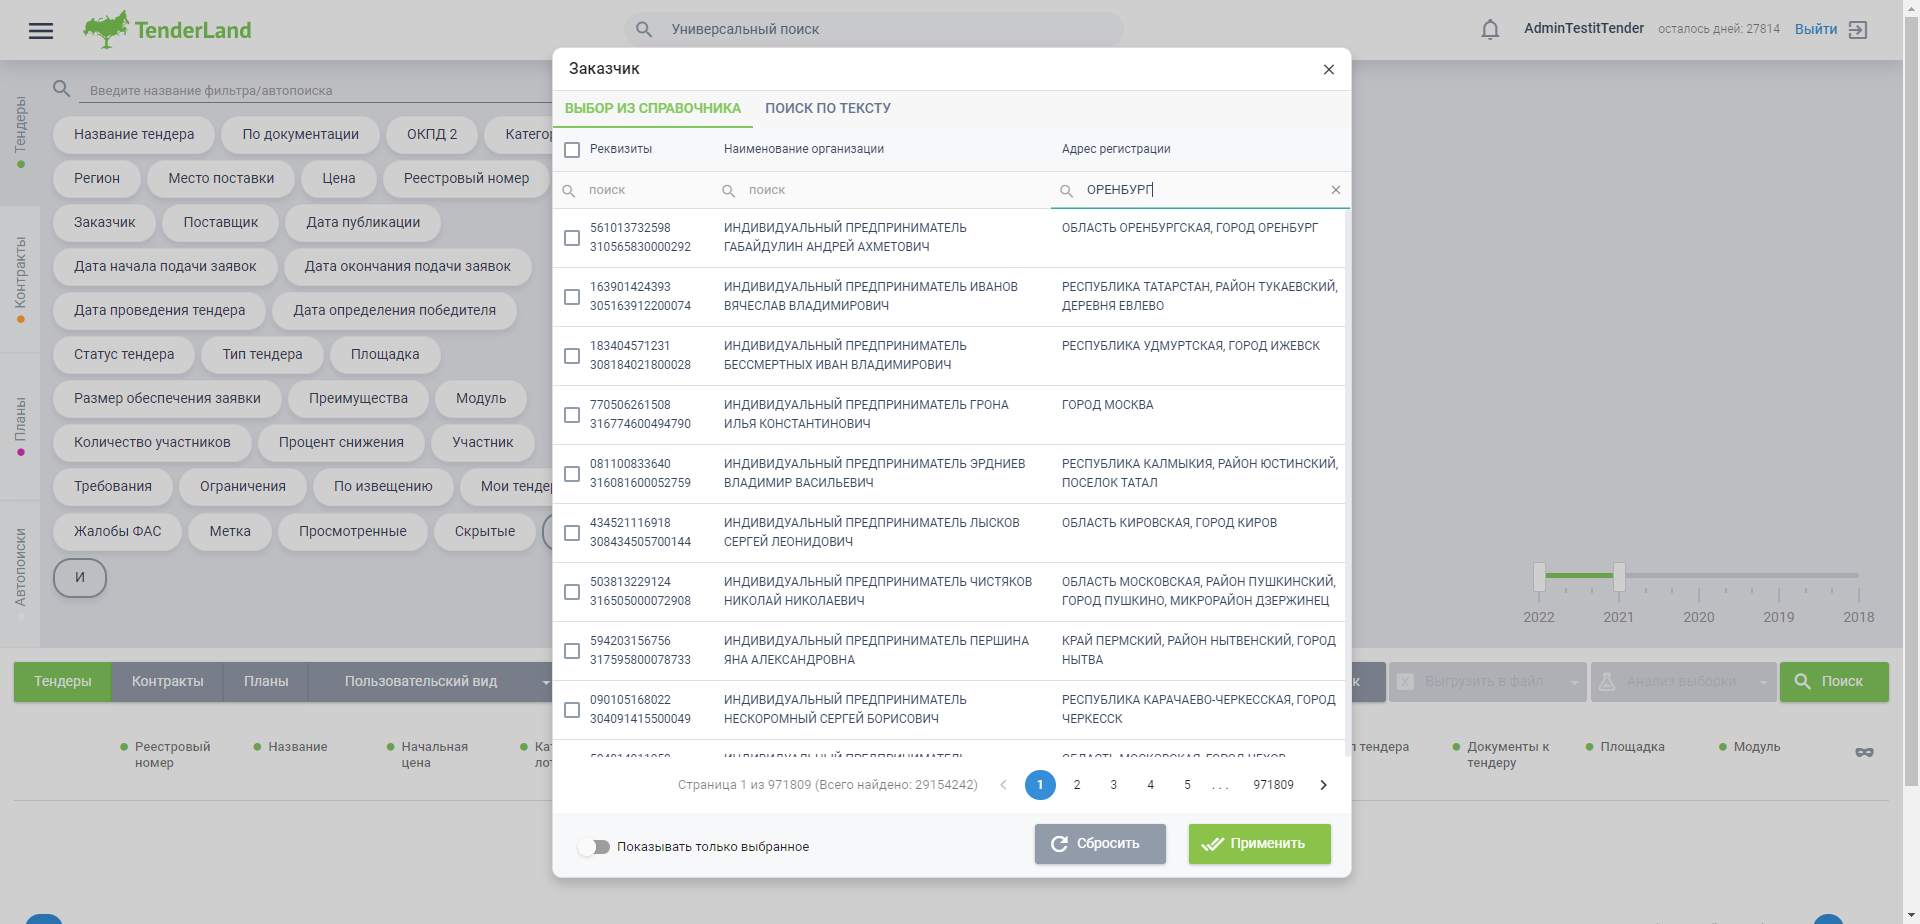 TenderLand
Универсальный поиск
AdminTestitTender
осталось дней: 27814
Выйти
Тендеры
Контракты
Планы
Автопоиски
Введите название фильтра/автопоиска
Название тендера
По документации
ОКПД 2
Категор
Регион
Место поставки
Цена
Реестровый номер
Заказчик
Поставщик
Дата публикации
Дата начала подачи заявок
Дата окончания подачи заявок
Дата проведения тендера
Дата определения победителя
Статус тендера
Тип тендера
Площадка
Размер обеспечения заявки
Преимущества
Модуль
Количество участников
Процент снижения
Участник
Требования
Ограничения
По извещению
Мои тендер
Жалобы ФАС
Метка
Просмотренные
Скрытые
И
Заказчик
ВЫБОР ИЗ СПРАВОЧНИКА
ПОИСК ПО ТЕКСТУ
Реквизиты
Наименование организации
Адрес регистрации
поиск
поиск
ОРЕНБУРГ
561013732598
310565830000292
ИНДИВИДУАЛЬНЫЙ ПРЕДПРИНИМАТЕЛЬ
ГАБАЙДУЛИН АНДРЕЙ АХМЕТОВИЧ
ОБЛАСТЬ ОРЕНБУРГСКАЯ, ГОРОД ОРЕНБУРГ
163901424393
305163912200074
ИНДИВИДУАЛЬНЫЙ ПРЕДПРИНИМАТЕЛЬ ИВАНОВ
ВЯЧЕСЛАВ ВЛАДИМИРОВИЧ
РЕСПУБЛИКА ТАТАРСТАН, РАЙОН ТУКАЕВСКИЙ,
ДЕРЕВНЯ ЕВЛЕВО
183404571231
308184021800028
ИНДИВИДУАЛЬНЫЙ ПРЕДПРИНИМАТЕЛЬ
БЕССМЕРТНЫХ ИВАН ВЛАДИМИРОВИЧ
РЕСПУБЛИКА УДМУРТСКАЯ, ГОРОД ИЖЕВСК
770506261508
316774600494790
ИНДИВИДУАЛЬНЫЙ ПРЕДПРИНИМАТЕЛЬ ГРОНА
ИЛЬЯ КОНСТАНТИНОВИЧ
ГОРОД МОСКВА
081100833640
316081600052759
ИНДИВИДУАЛЬНЫЙ ПРЕДПРИНИМАТЕЛЬ ЭРДНИЕВ
ВЛАДИМИР ВАСИЛЬЕВИЧ
РЕСПУБЛИКА КАЛМЫКИЯ, РАЙОН ЮСТИНСКИЙ,
ПОСЕЛОК ТАТАЛ
434521116918
308434505700144
ИНДИВИДУАЛЬНЫЙ ПРЕДПРИНИМАТЕЛЬ ЛЫСКОВ
СЕРГЕЙ ЛЕОНИДОВИЧ
ОБЛАСТЬ КИРОВСКАЯ, ГОРОД КИРОВ
503813229124
316505000072908
ИНДИВИДУАЛЬНЫЙ ПРЕДПРИНИМАТЕЛЬ ЧИСТЯКОВ
НИКОЛАЙ НИКОЛАЕВИЧ
ОБЛАСТЬ МОСКОВСКАЯ, РАЙОН ПУШКИНСКИЙ,
ГОРОД ПУШКИНО, МИКРОРАЙОН ДЗЕРЖИНЕЦ
594203156756
317595800078733
ИНДИВИДУАЛЬНЫЙ ПРЕДПРИНИМАТЕЛЬ ПЕРШИНА
ЯНА АЛЕКСАНДРОВНА
КРАЙ ПЕРМСКИЙ, РАЙОН НЫТВЕНСКИЙ, ГОРОД
НЫТВА
090105168022
304091415500049
ИНДИВИДУАЛЬНЫЙ ПРЕДПРИНИМАТЕЛЬ
НЕСКОРОМНЫЙ СЕРГЕЙ БОРИСОВИЧ
РЕСПУБЛИКА КАРАЧАЕВО-ЧЕРКЕССКАЯ, ГОРОД
ЧЕРКЕССК
Страница 1 из 971809 (Всего найдено: 29154242)
1 2 3 4 5 ... 971809
Показывать только выбранное
Сбросить
Применить
2022 2021 2020 2019 2018
Тендеры
Контракты
Планы
Пользовательский вид
к
Выгрузить в файл
Анализ выборки
Поиск
Реестровый
номер
Название
Начальная
цена
Ка
ло
п тендера
Документы к
тендеру
Площадка
Модуль